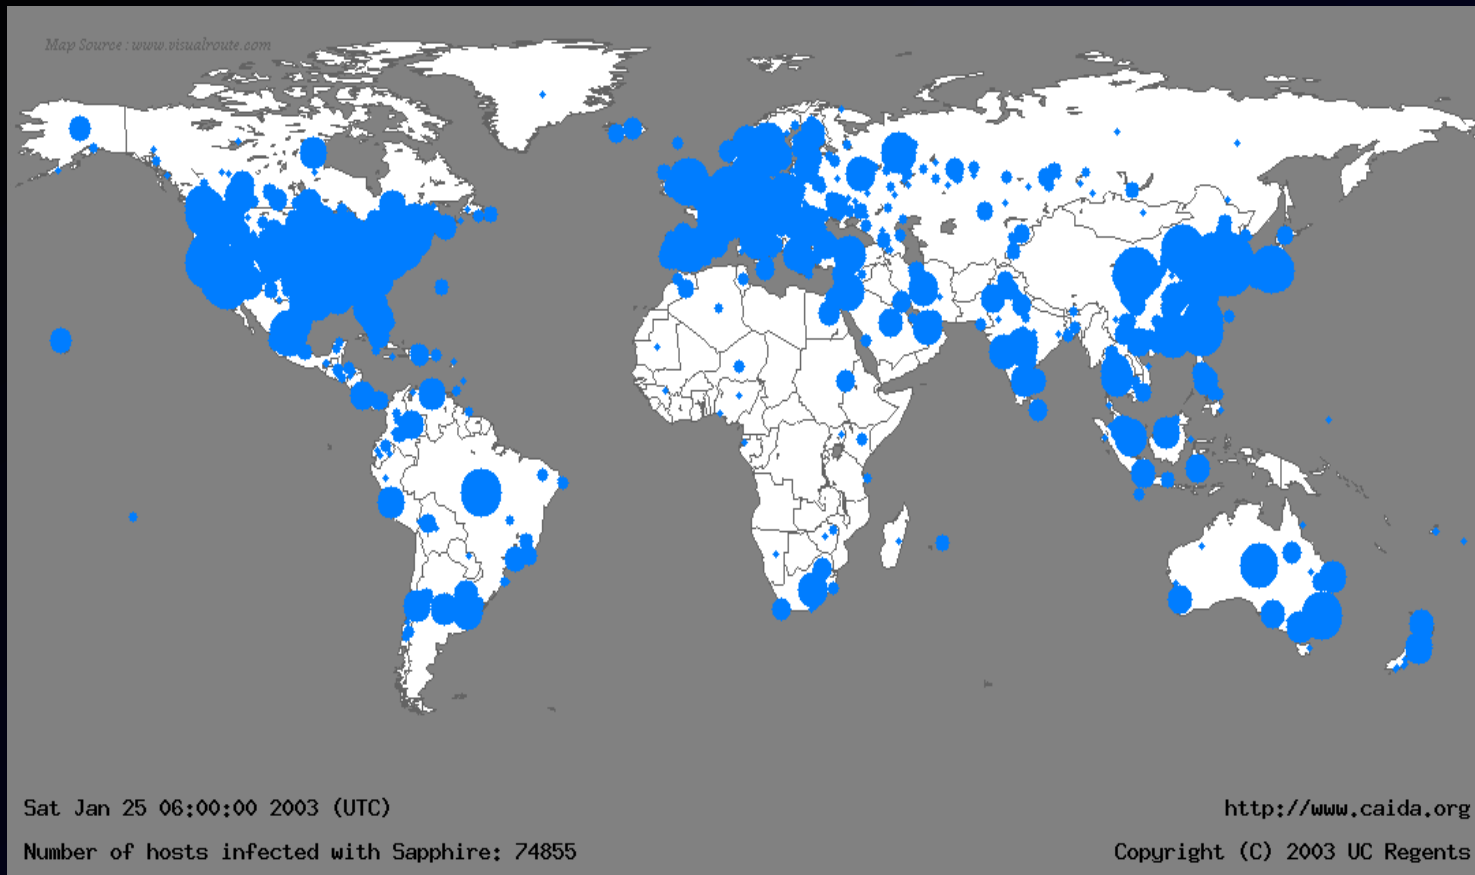 Map Source : www.visualroute.com
Sat Jan 25 06:00:00 2003 (UTC)
http://www.caida.org
Number of hosts infected with Sapphire: 74855
Copyright (C) 2003 UC Regents